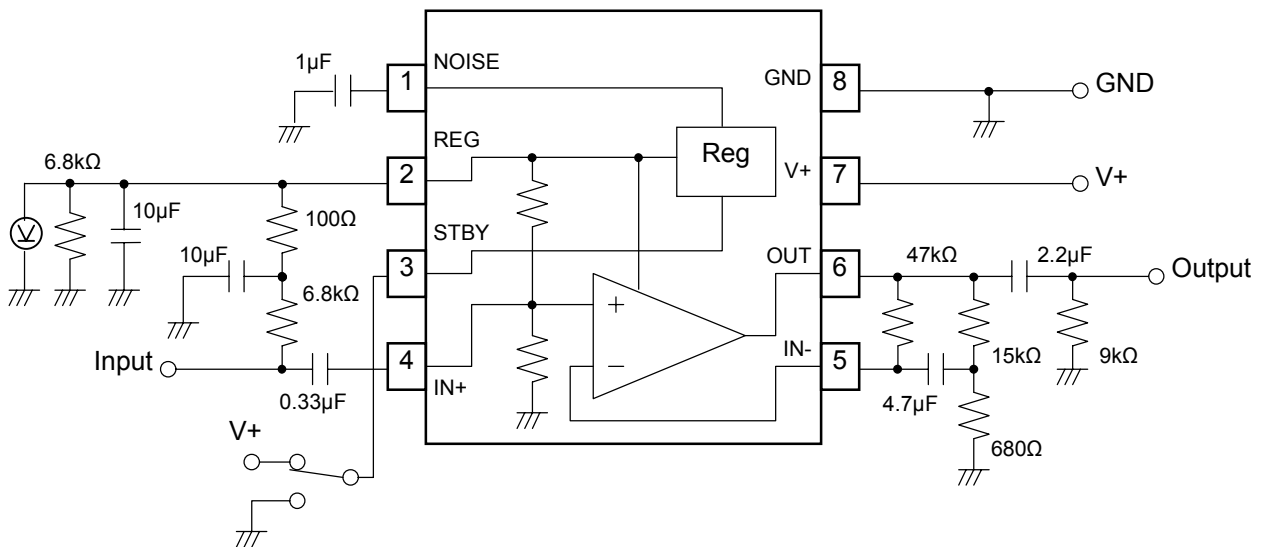 1µF
NOISE
1
GND
8
GND
REG
Reg
6.8kΩ
2
V+
7
V+
10µF
100Ω
STBY
10µF
3
OUT
6
47kΩ
2.2µF
Output
6.8kΩ
+
Input
4
IN+
−
IN-
5
15kΩ
9kΩ
0.33µF
4.7µF
V+
680Ω
V